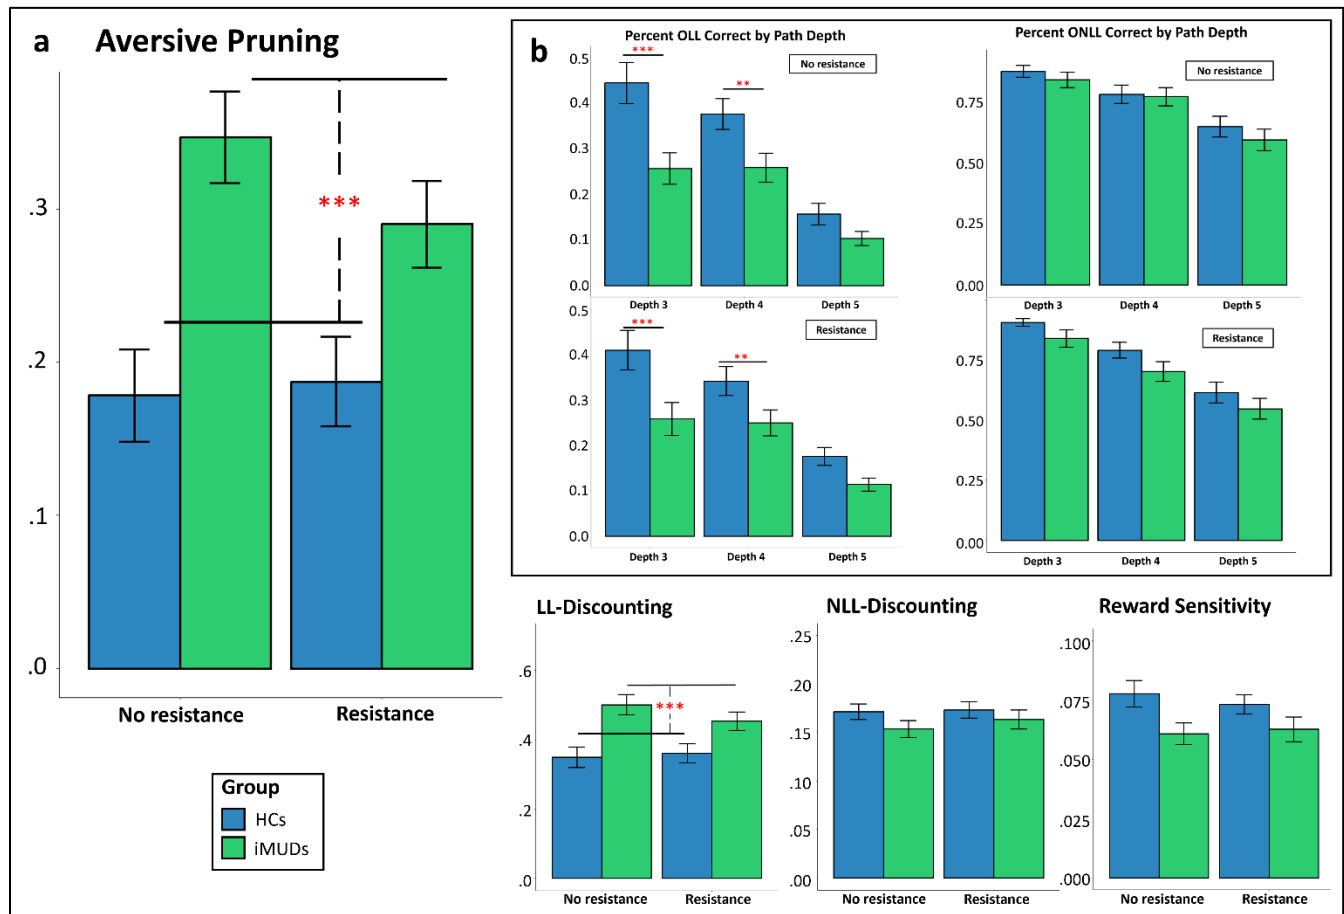 a Aversive Pruning
.3
.2
.1
.0
***
No resistance Resistance
Group
HCs
iMUDs
b
Percent OLL Correct by Path Depth
0.5
0.4
0.3
0.2
0.1
0.0
***
**
No resistance
Depth 3 Depth 4 Depth 5
0.5
0.4
0.3
0.2
0.1
0.0
***
**
Resistance
Depth 3 Depth 4 Depth 5
Percent ONLL Correct by Path Depth
0.75
0.50
0.25
0.00
No resistance
Depth 3 Depth 4 Depth 5
0.75
0.50
0.25
0.00
Resistance
Depth 3 Depth 4 Depth 5
LL-Discounting
.6
.4
.2
.0
***
No resistance Resistance
NLL-Discounting
.25
.20
.15
.10
.05
.00
No resistance Resistance
Reward Sensitivity
.100
.075
.050
.025
.000
No resistance Resistance